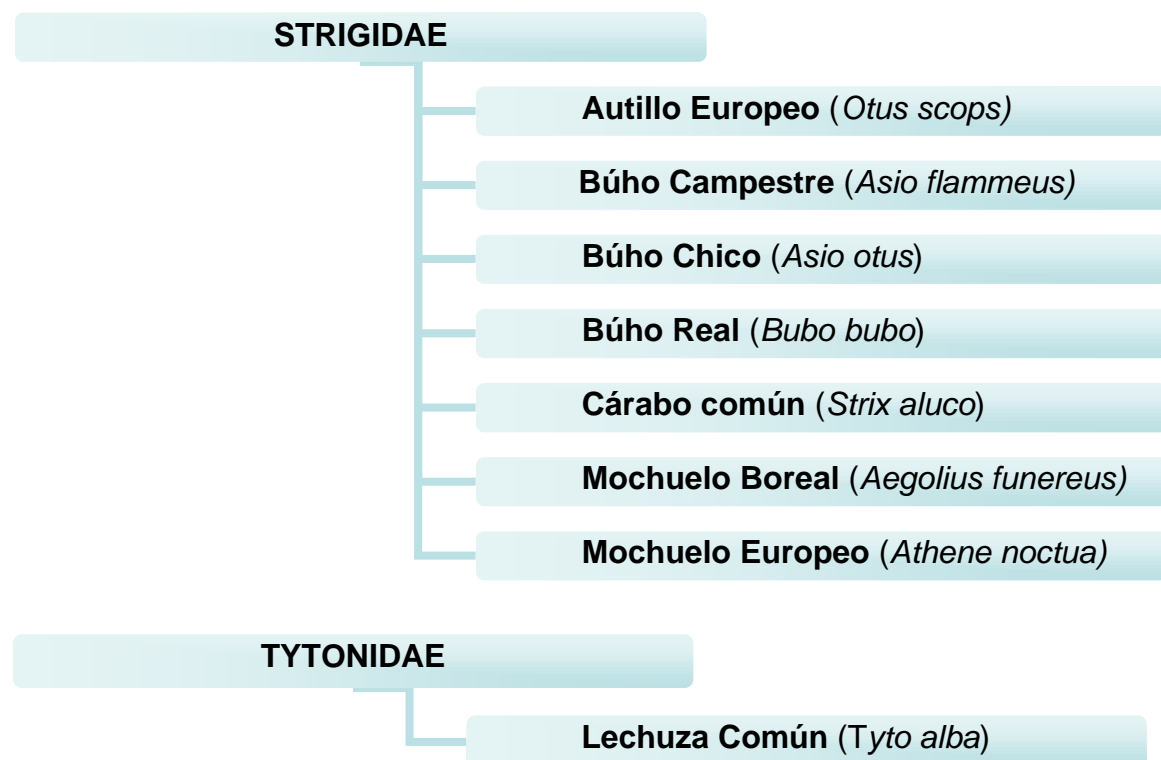 STRIGIDAE
Autillo Europeo (Otus scops)
Búho Campestre (Asio flammeus)
Búho Chico (Asio otus)
Búho Real (Bubo bubo)
Cárabo común (Strix aluco)
Mochuelo Boreal (Aegolius funereus)
Mochuelo Europeo (Athene noctua)
TYTONIDAE
Lechuza Común (Tyto alba)